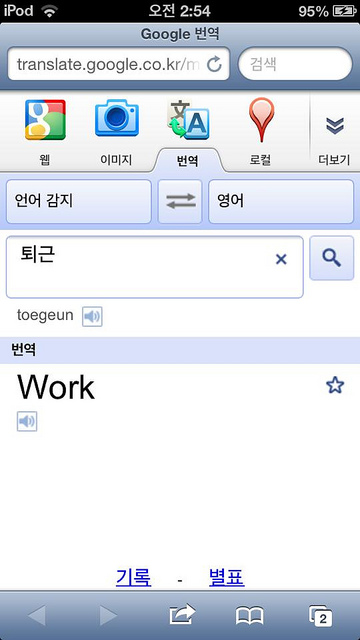 iPod 오전 2:54 95%
Google 번역
translate.google.co.kr/m 검색
웹 이미지 번역 로컬 더보기
언어 감지 영어
퇴근
toegeun
번역
Work
기록 - 별표
2